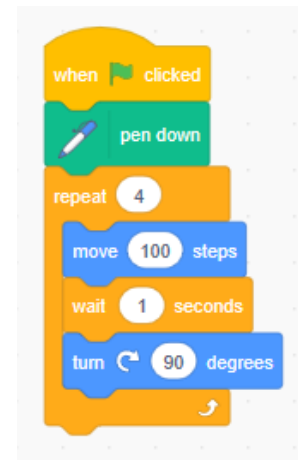 when clicked
pen down
repeat 4
move 100 steps
wait 1 seconds
turn 90 degrees